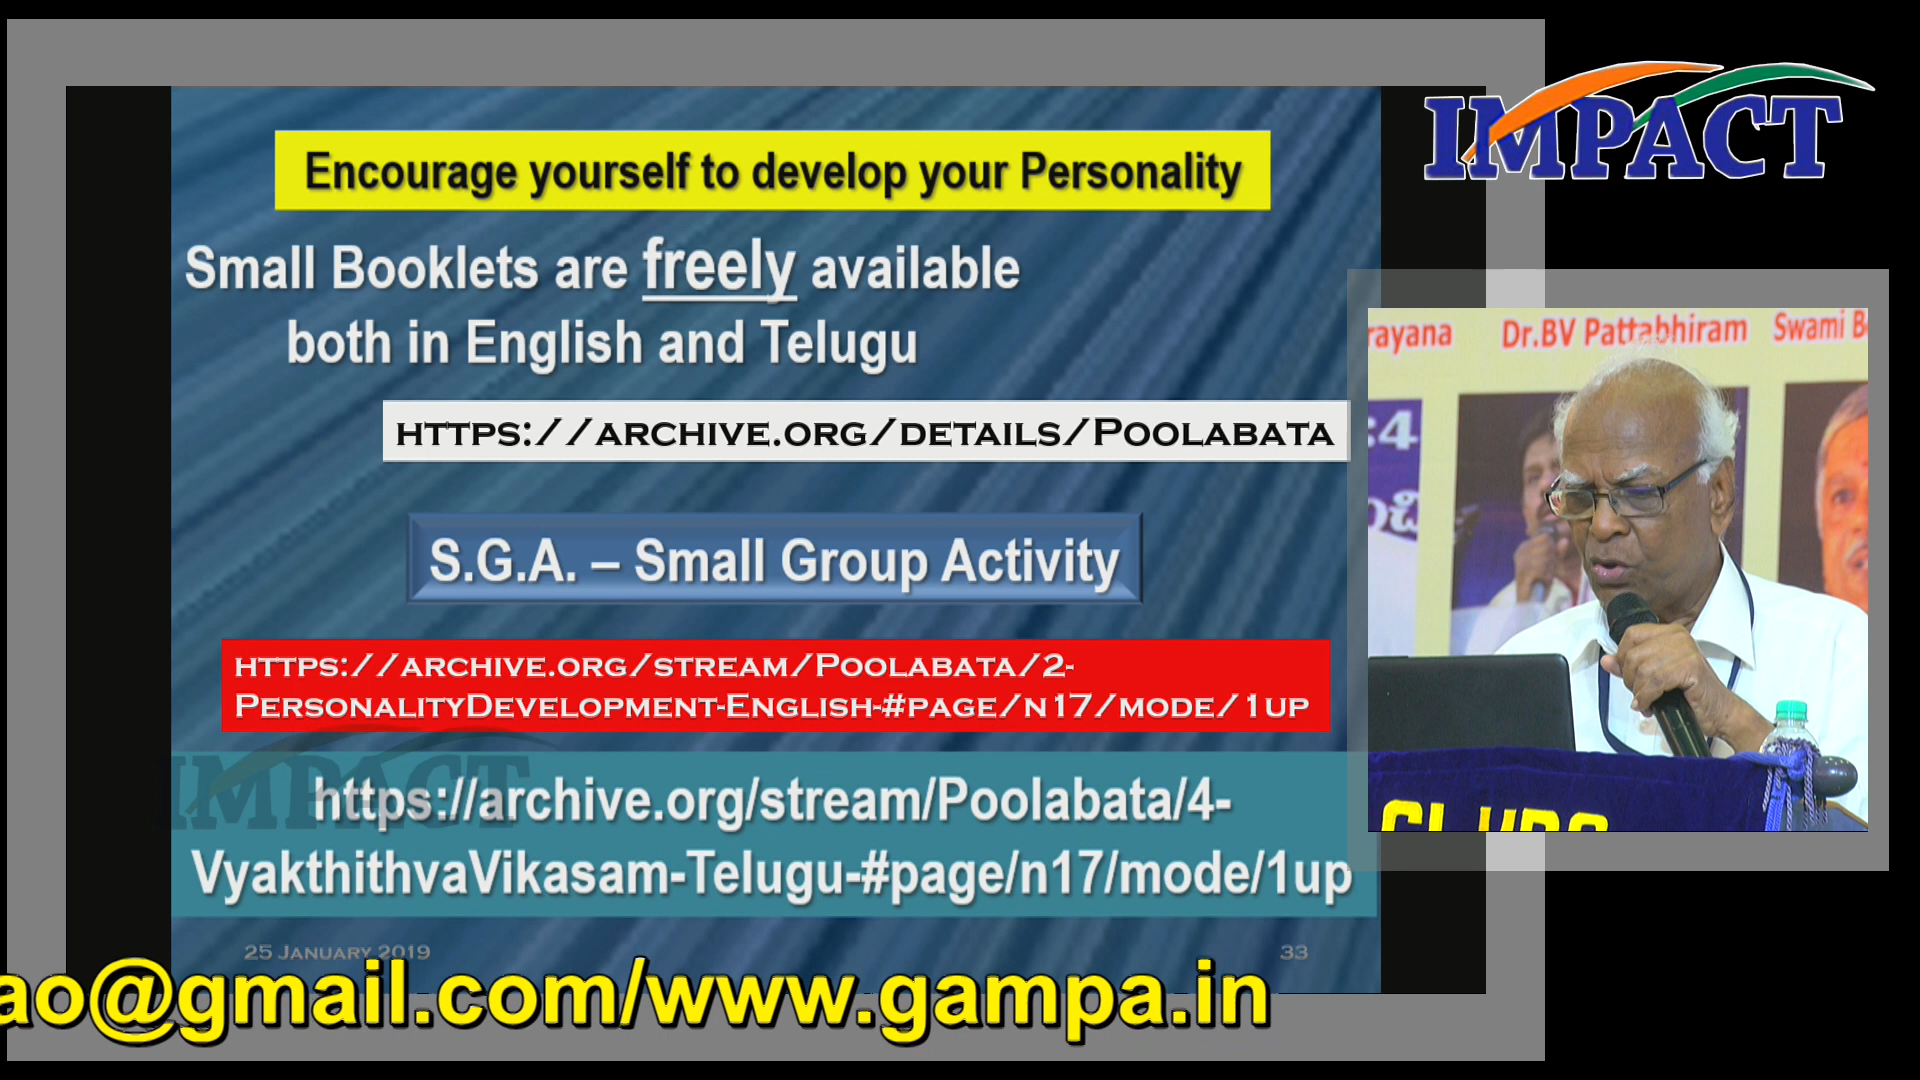 Encourage yourself to develop your Personality
Small Booklets are freely available
both in English and Telugu
https://archive.org/details/Poolabata
S.G.A. – Small Group Activity
https://archive.org/stream/Poolabata/2-
PersonalityDevelopment-English-#page/n17/mode/1up
https://archive.org/stream/Poolabata/4-
VyakthithvaVikasam-Telugu-#page/n17/mode/1up
25 January 2019
33
IMPACT
IMPACT
rayana
Dr.BV Pattabhiram
Swami B
:4
ao@gmail.com/www.gampa.in